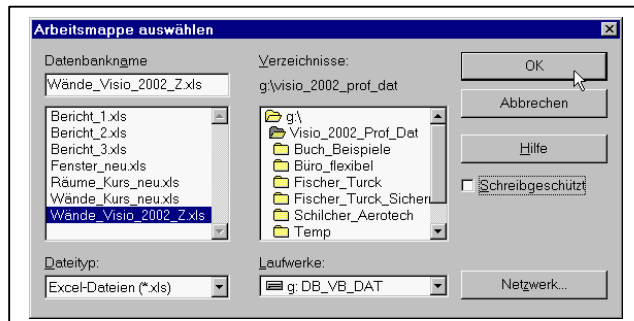 Arbeitsmappe auswählen
Datenbankname
Wände_Visio_2002_Z.xls
Bericht_1.xls
Bericht_2.xls
Bericht_3.xls
Fenster_neu.xls
Räume_Kurs_neu.xls
Wände_Kurs_neu.xls
Wände_Visio_2002_Z.xls
Dateityp:
Excel-Dateien (*.xls)
Verzeichnisse:
g:\visio_2002_prof_dat
g:\
Visio_2002_Prof_Dat
Buch_Beispiele
Büro_flexibel
Fischer_Turck
Fischer_Turck_Sicher
Schilcher_Aerotech
Temp
Laufwerke:
g: DB_VB_DAT
OK
Abbrechen
Hilfe
Schreibgeschützt
Netzwerk...